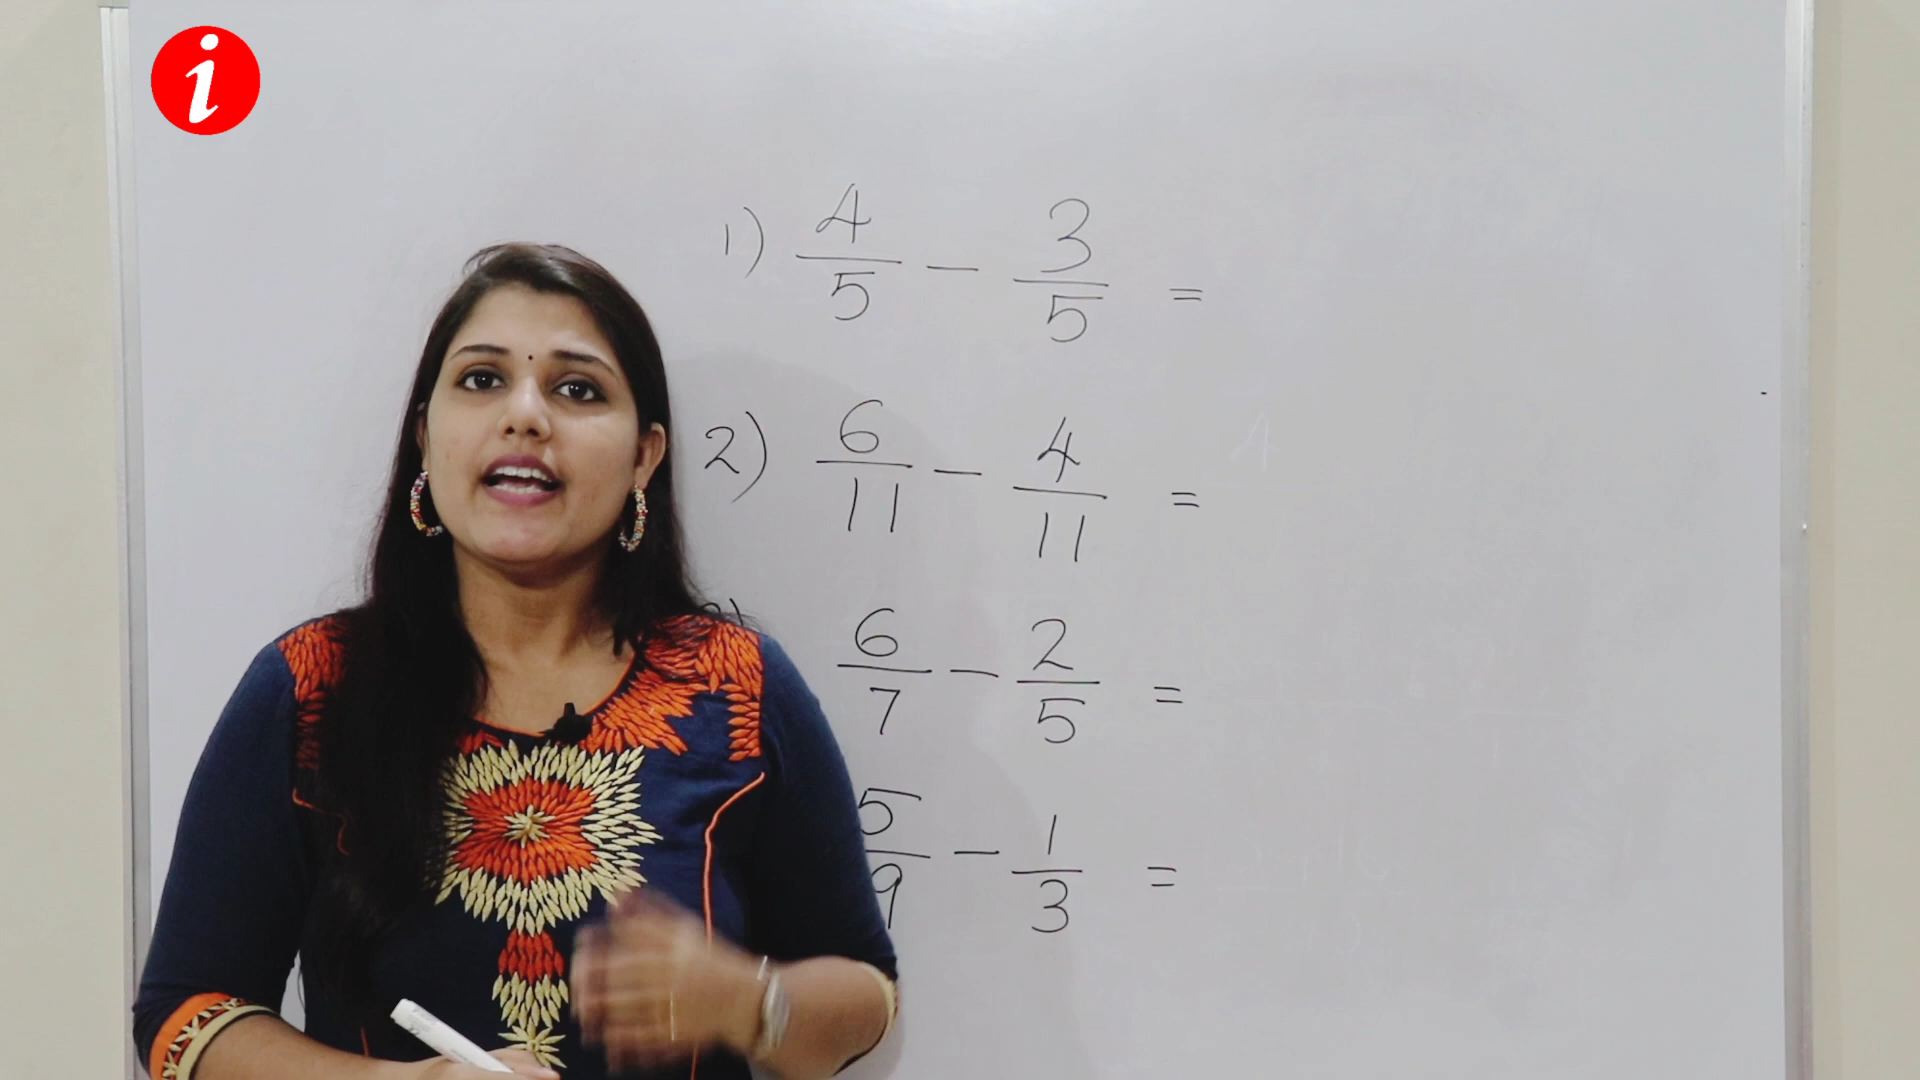 i
1) 4/5 - 3/5 =
2) 6/11 - 4/11 =
6/7 - 2/5 =
5/9 - 1/3 =